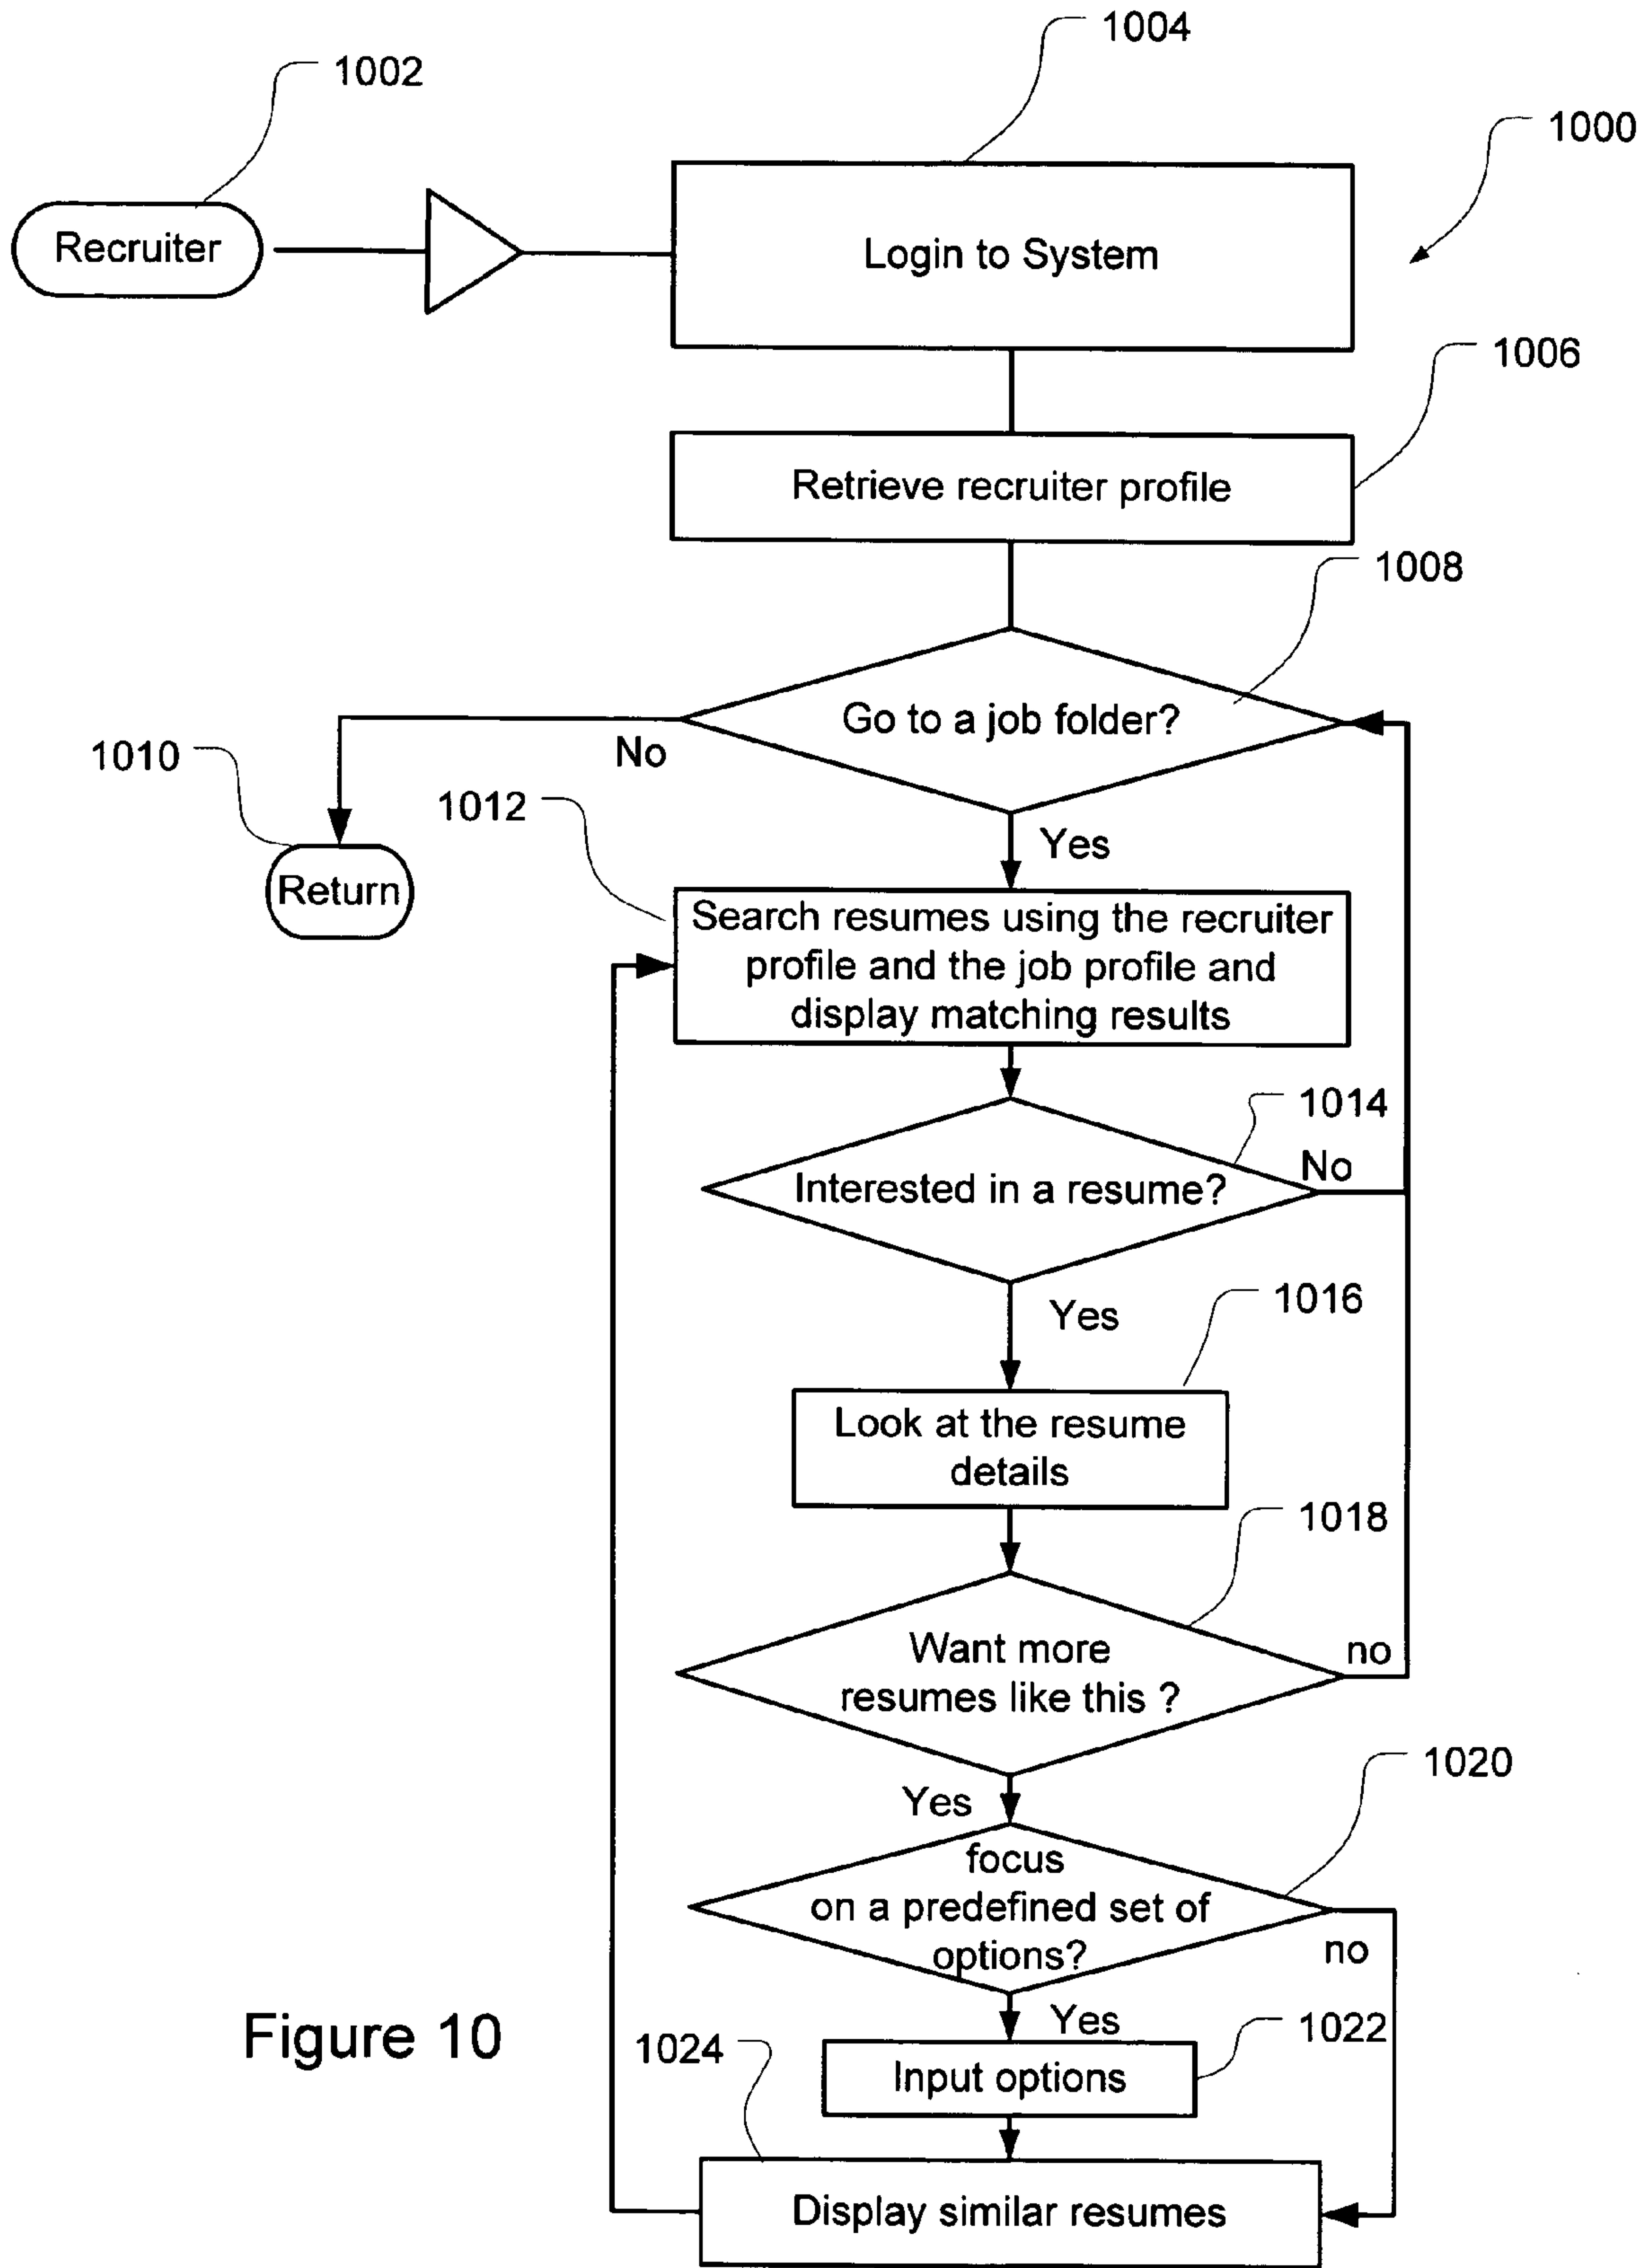 1004
1002
1000
Recruiter
Login to System
1006
Retrieve recruiter profile
1008
Go to a job folder?
No
1010
1012
Yes
Return
Search resumes using the recruiter
profile and the job profile and
display matching results
1014
No
Interested in a resume?
1016
Yes
Look at the resume
details
1018
Want more
resumes like this ?
no
1020
Yes
focus
on a predefined set of
options?
no
Figure 10
Yes
1022
1024
Input options
Display similar resumes